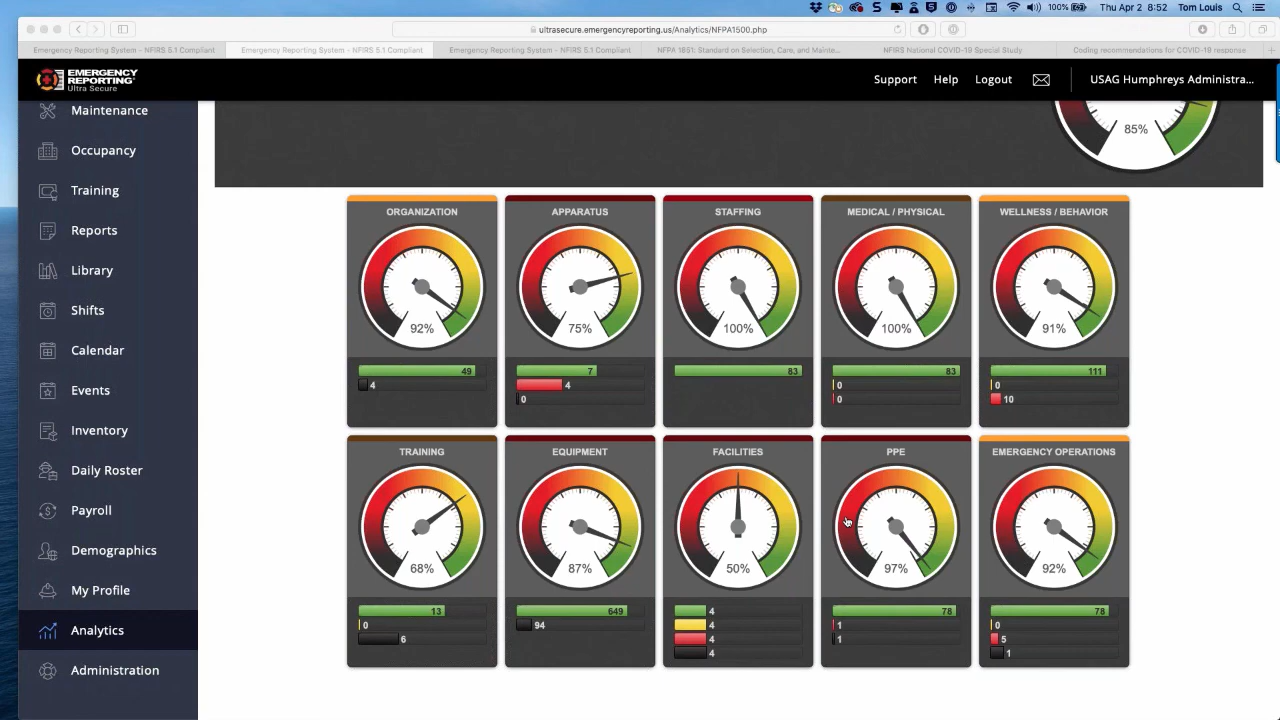 100%
Thu Apr 2 8:52 Tom Louis
ultrasecure.emergencyreporting.us/Analytics/NFPA1500.php
Emergency Reporting System - NFIRS 5.1 Compliant
Emergency Reporting System - NFIRS 5.1 Compliant
Emergency Reporting System - NFIRS 5.1 Compliant
NFPA 1851: Standard on Selection, Care, and Mainte...
NFIRS National COVID-19 Special Study
Coding recommendations for COVID-19 response
EMERGENCY
REPORTING
Ultra Secure
Support
Help
Logout
USAG Humphreys Administra...
Maintenance
Occupancy
Training
Reports
Library
Shifts
Calendar
Events
Inventory
Daily Roster
Payroll
Demographics
My Profile
Analytics
Administration
85%
ORGANIZATION
92%
49
4
APPARATUS
75%
7
4
0
STAFFING
100%
83
MEDICAL / PHYSICAL
100%
83
0
0
WELLNESS / BEHAVIOR
91%
111
0
10
TRAINING
68%
13
0
6
EQUIPMENT
87%
649
94
FACILITIES
50%
4
4
4
4
PPE
97%
78
1
1
EMERGENCY OPERATIONS
92%
78
0
5
1